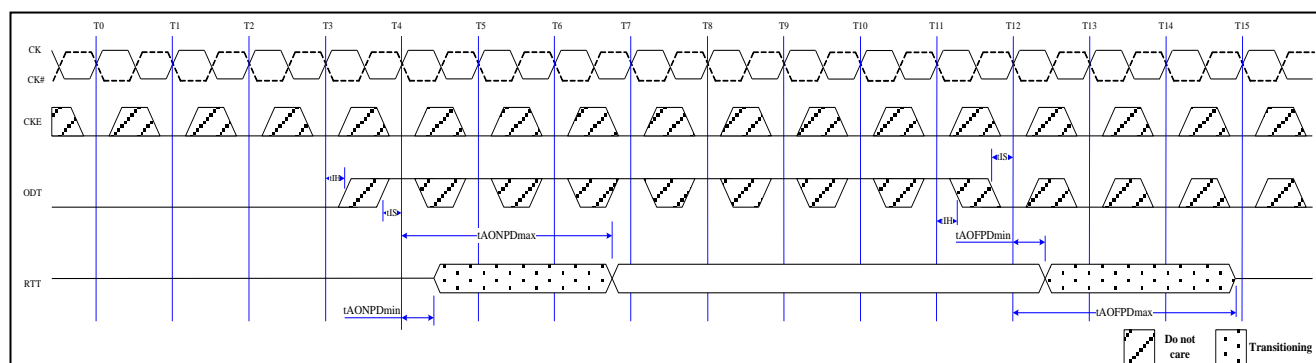 T0 T1 T2 T3 T4 T5 T6 T7 T8 T9 T10 T11 T12 T13 T14 T15
CK
CK#
CKE
tIS
tIH
ODT
tIS
tIH
tAONPDmax
tAOFPDmin
RTT
tAONPDmin
tAOFPDmax
Do not
care
Transitioning